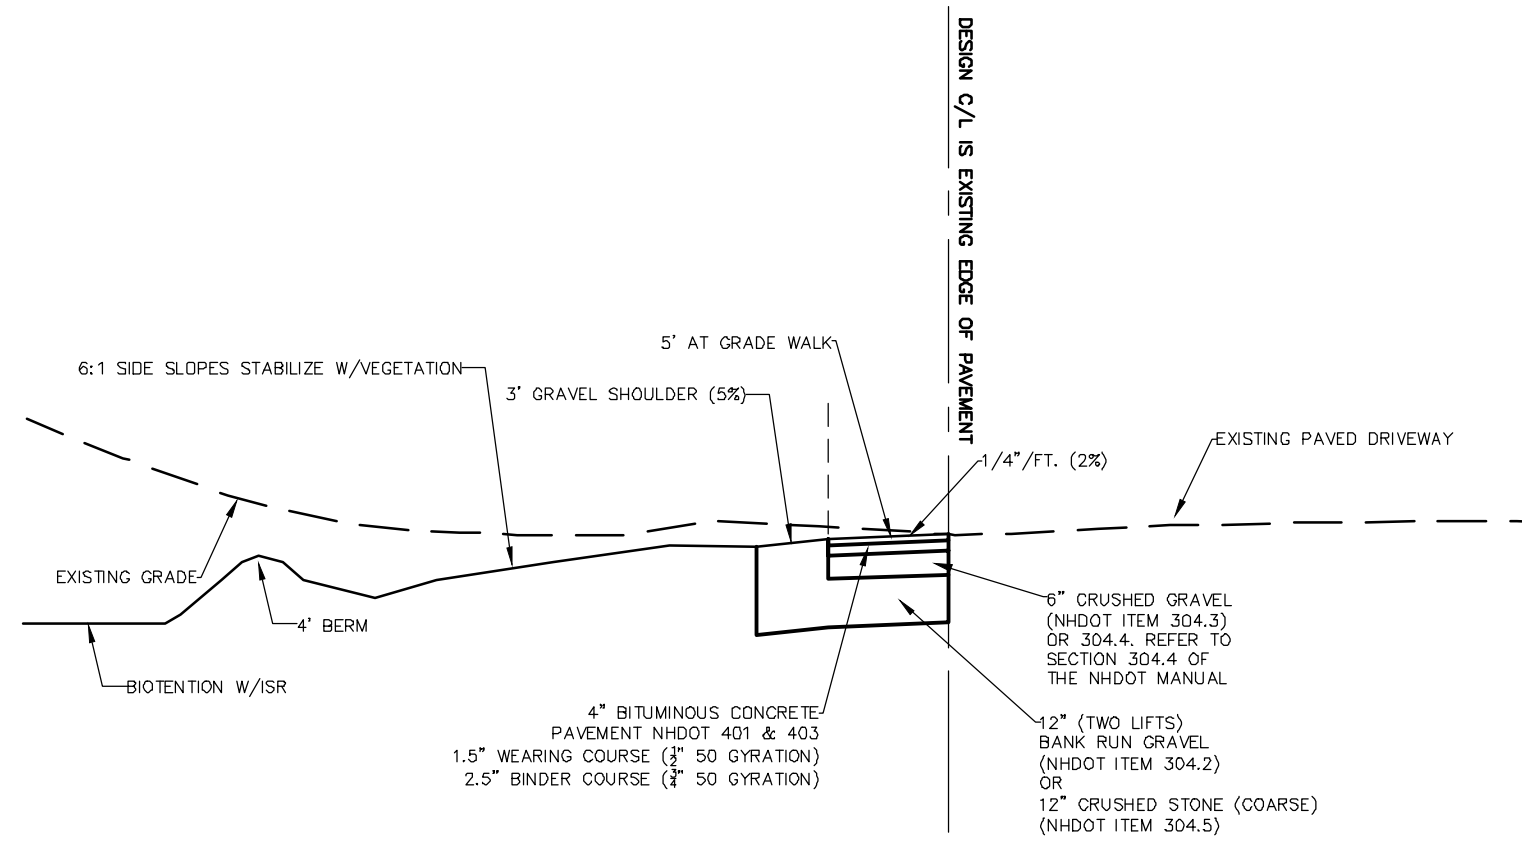 DESIGN C/L IS EXISTING EDGE OF PAVEMENT
5' AT GRADE WALK
6:1 SIDE SLOPES STABILIZE W/VEGETATION
3' GRAVEL SHOULDER (5%)
EXISTING PAVED DRIVEWAY
1/4"/FT. (2%)
EXISTING GRADE
4' BERM
BIOTENTION W/ISR
6" CRUSHED GRAVEL
(NHDOT ITEM 304.3)
OR 304.4. REFER TO
SECTION 304.4 OF
THE NHDOT MANUAL
4" BITUMINOUS CONCRETE
PAVEMENT NHDOT 401 & 403
1.5" WEARING COURSE (1/2" 50 GYRATION)
2.5" BINDER COURSE (3/4" 50 GYRATION)
12" (TWO LIFTS)
BANK RUN GRAVEL
(NHDOT ITEM 304.2)
OR
12" CRUSHED STONE (COARSE)
(NHDOT ITEM 304.5)